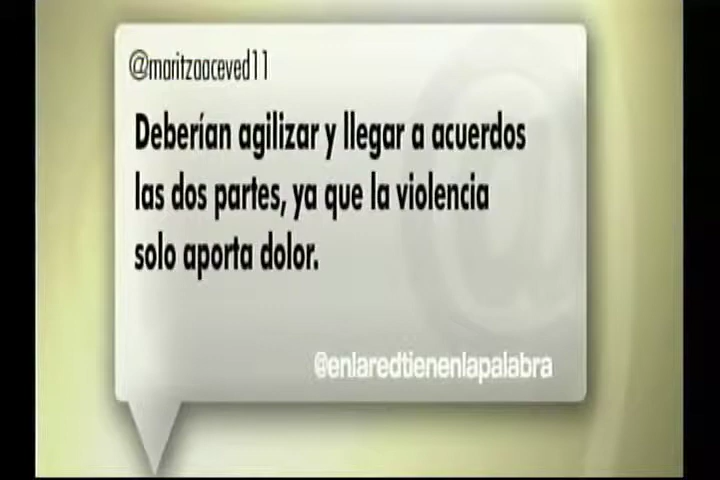 @maritzaaceved11
Deberían agilizar y llegar a acuerdos
las dos partes, ya que la violencia
solo aporta dolor.
@enlaredtienenlapalabra